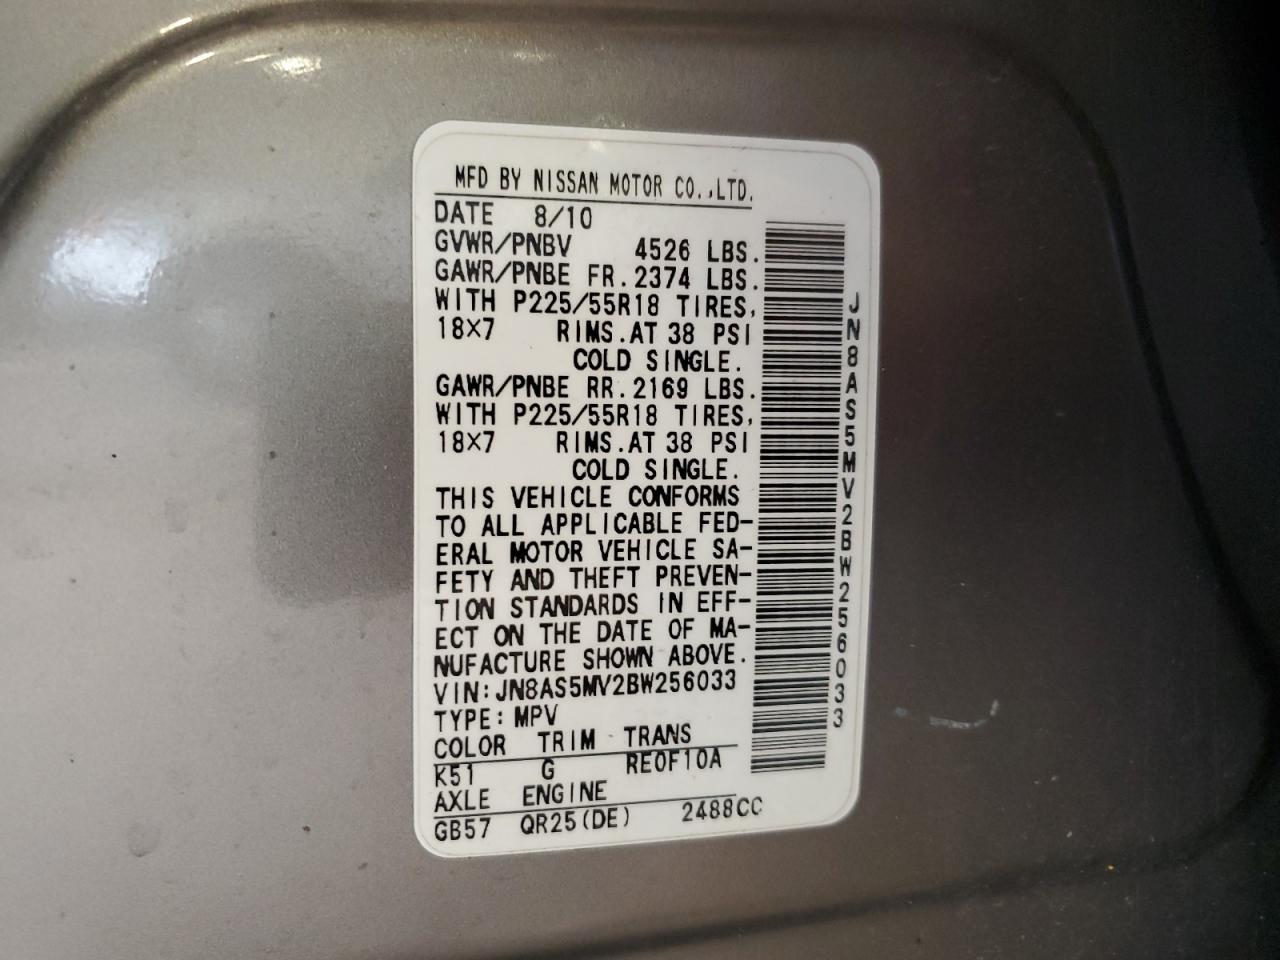 MFD BY NISSAN MOTOR CO.,LTD.
DATE 8/10
GVWR/PNBV 4526 LBS.
GAWR/PNBE FR.2374 LBS.
WITH P225/55R18 TIRES,
18X7 RIMS.AT 38 PSI
COLD SINGLE.
GAWR/PNBE RR.2169 LBS.
WITH P225/55R18 TIRES,
18X7 RIMS.AT 38 PSI
COLD SINGLE.
THIS VEHICLE CONFORMS
TO ALL APPLICABLE FED-
ERAL MOTOR VEHICLE SA-
FETY AND THEFT PREVEN-
TION STANDARDS IN EFF-
ECT ON THE DATE OF MA-
NUFACTURE SHOWN ABOVE.
VIN:JN8AS5MV2BW256033
TYPE:MPV
COLOR TRIM TRANS
K51 G RE0F10A
AXLE ENGINE
GB57 QR25(DE) 2488CC
JN8AS5MV2BW256033